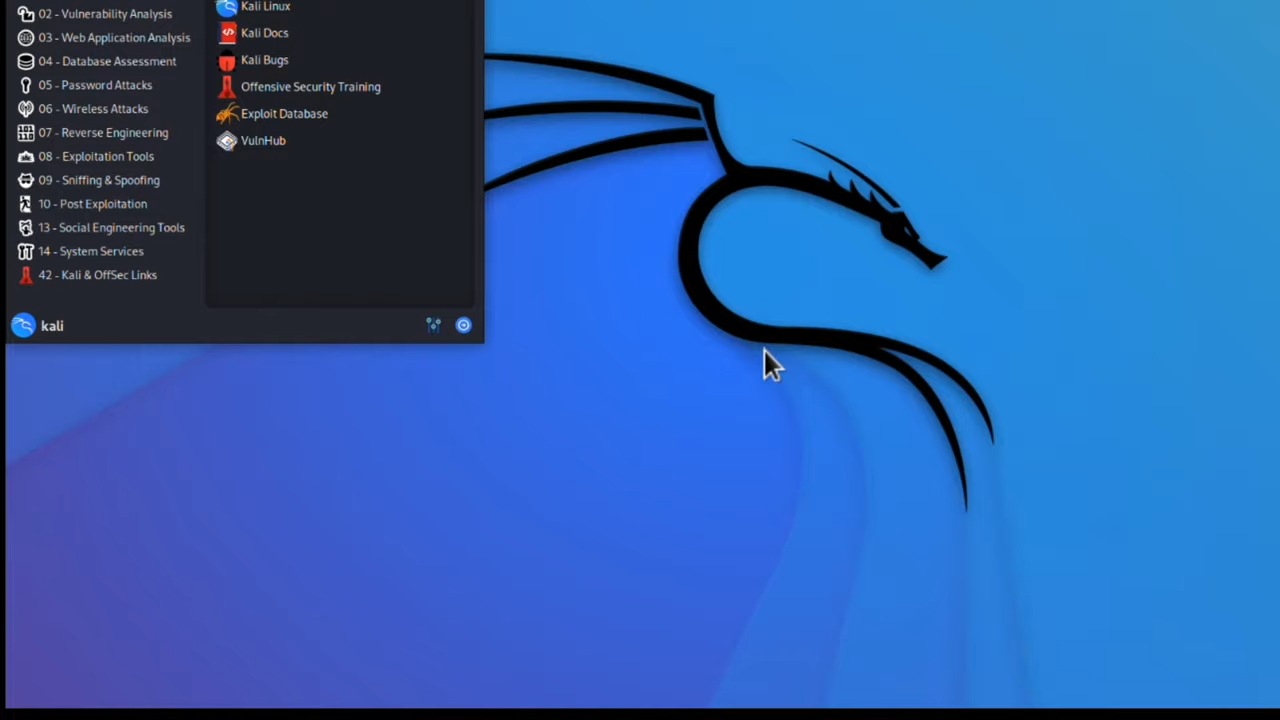 02 - Vulnerability Analysis
03 - Web Application Analysis
04 - Database Assessment
05 - Password Attacks
06 - Wireless Attacks
07 - Reverse Engineering
08 - Exploitation Tools
09 - Sniffing & Spoofing
10 - Post Exploitation
13 - Social Engineering Tools
14 - System Services
42 - Kali & OffSec Links
Kali Linux
Kali Docs
Kali Bugs
Offensive Security Training
Exploit Database
VulnHub
kali